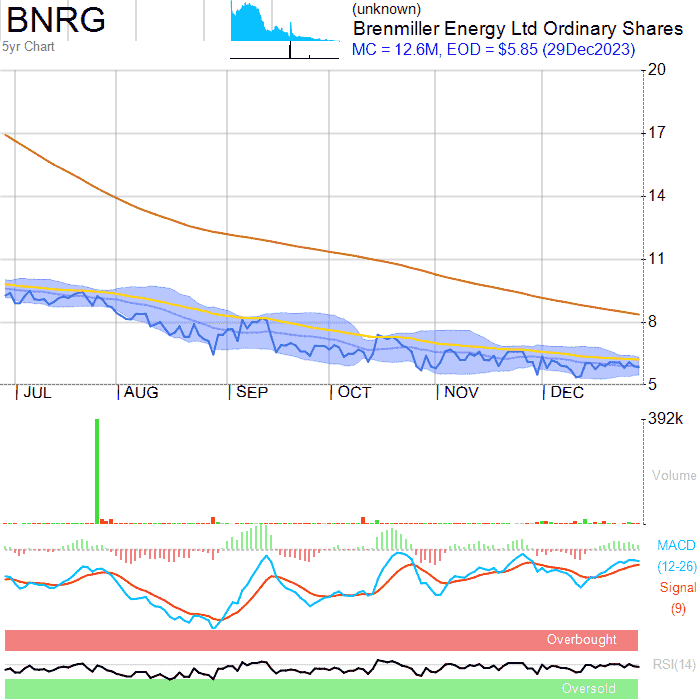 BNRG
5yr Chart
(unknown)
Brenmiller Energy Ltd Ordinary Shares
MC = 12.6M, EOD = $5.85 (29Dec2023)
20
17
14
11
8
5
JUL AUG SEP OCT NOV DEC
392k
Volume
MACD
(12-26)
Signal
(9)
Overbought
RSI(14)
Oversold